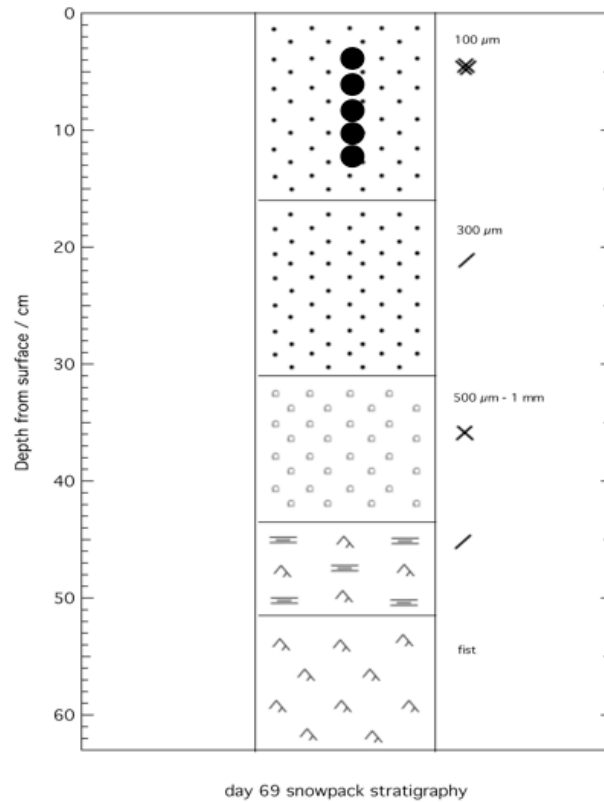 0
100 µm
10
20
300 µm
30
500 µm - 1 mm
40
50
fist
60
Depth from surface / cm
day 69 snowpack stratigraphy